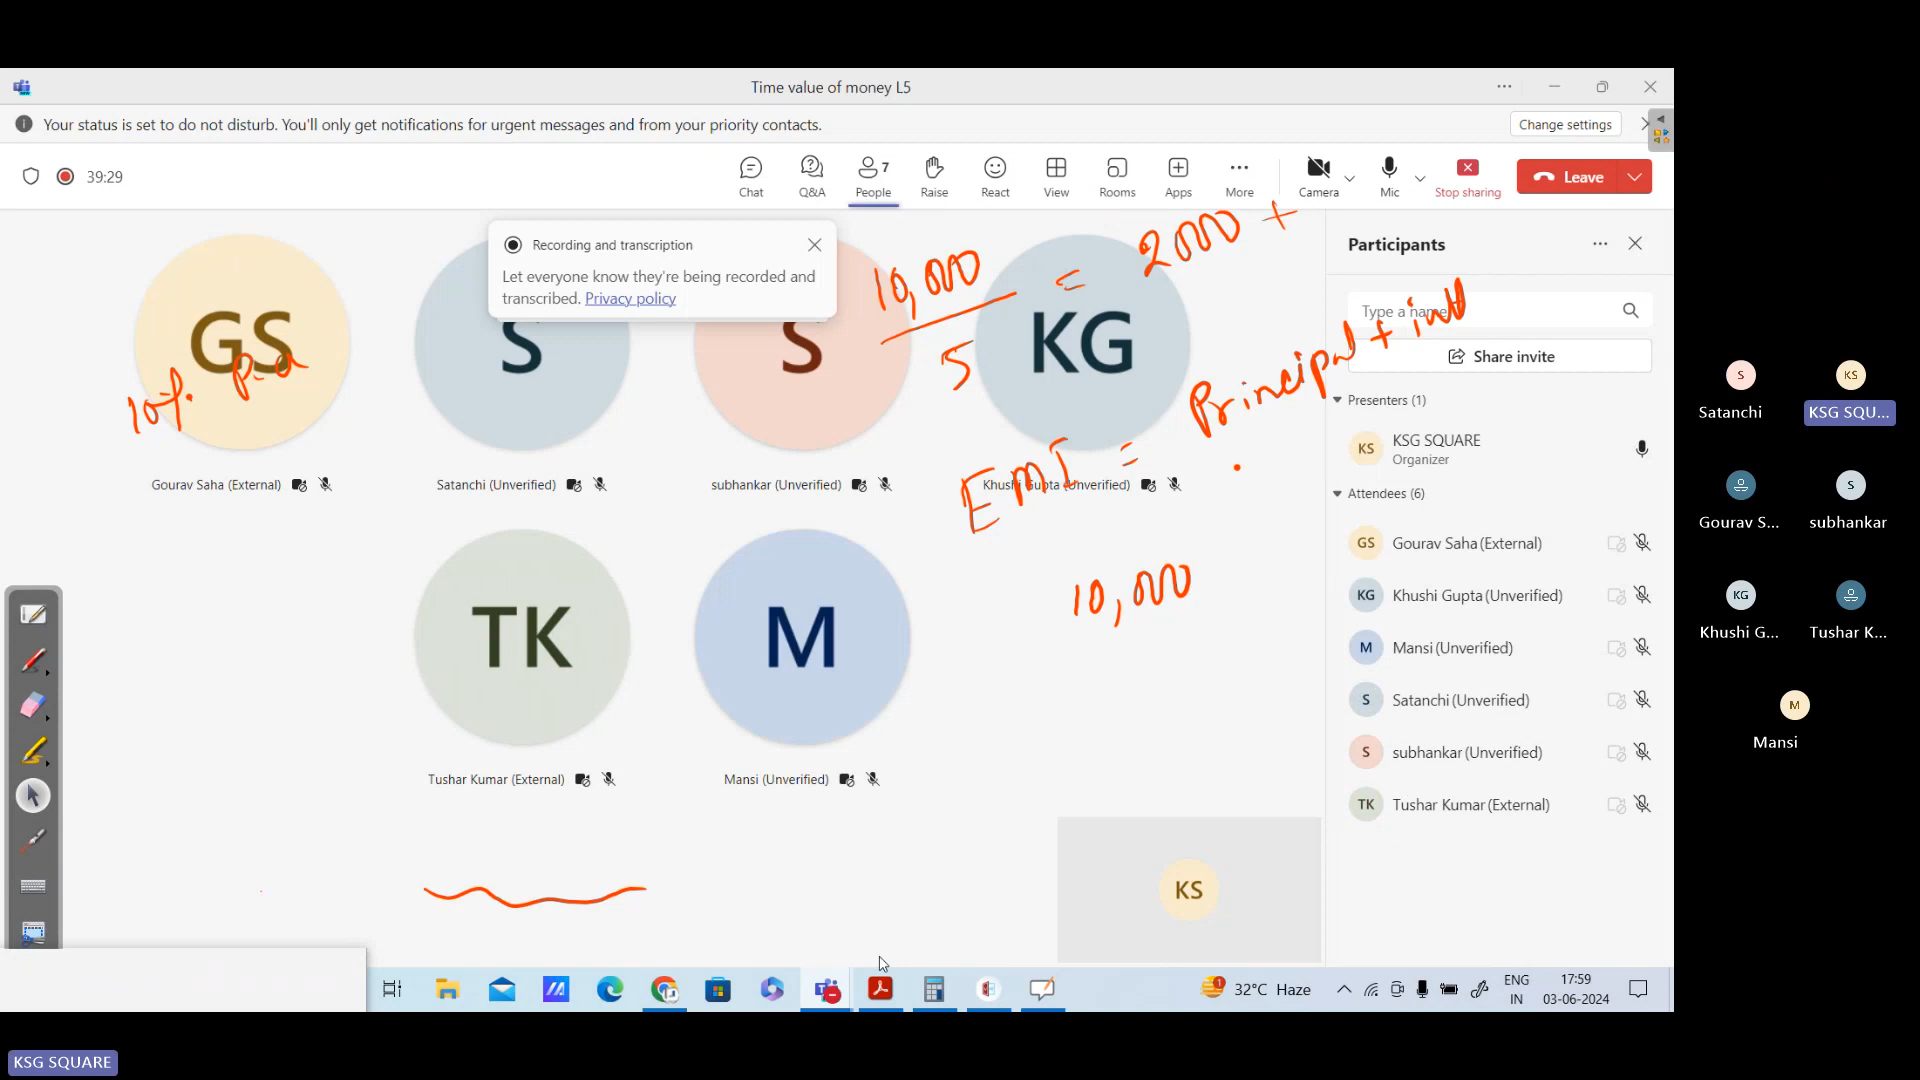 Time value of money L5
Your status is set to do not disturb. You'll only get notifications for urgent messages and from your priority contacts.
Change settings
39:29
Chat
Q&A
7
People
Raise
React
View
Rooms
Apps
More
Camera
Mic
Stop sharing
Leave
Recording and transcription
Let everyone know they're being recorded and
transcribed. Privacy policy
10,000
5
= 2000 +
EMI = Principal + int
10,000
10%. p.a
GS
S
S
KG
Gourav Saha (External)
Satanchi (Unverified)
subhankar (Unverified)
Khushi Gupta (Unverified)
TK
M
Tushar Kumar (External)
Mansi (Unverified)
KS
Participants
Type a name
Share invite
Presenters (1)
KS
KSG SQUARE
Organizer
Attendees (6)
GS Gourav Saha (External)
KG Khushi Gupta (Unverified)
M Mansi (Unverified)
S Satanchi (Unverified)
S subhankar (Unverified)
TK Tushar Kumar (External)
S
Satanchi
KS
KSG SQU...
Gourav S...
S
subhankar
KG
Khushi G...
Tushar K...
M
Mansi
1
32°C Haze
ENG
IN
17:59
03-06-2024
KSG SQUARE